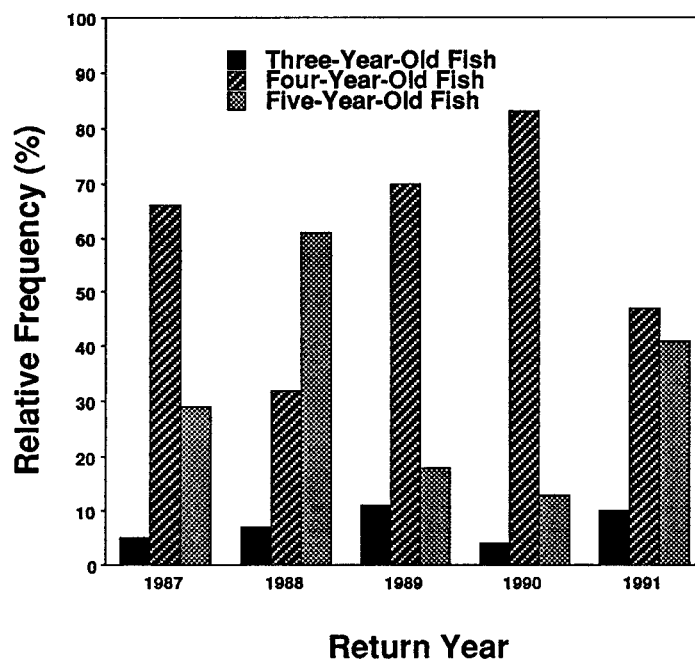 100
90
80
70
60
50
40
30
20
10
0
Relative Frequency (%)
Three-Year-Old Fish
Four-Year-Old Fish
Five-Year-Old Fish
1987 1988 1989 1990 1991
Return Year